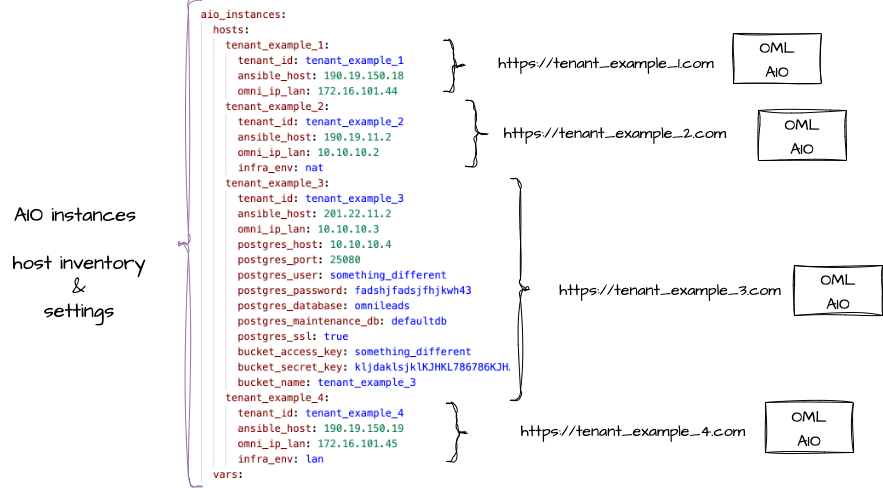 aio_instances:
hosts:
tenant_example_1:
tenant_id: tenant_example_1
ansible_host: 190.19.150.18
omni_ip_lan: 172.16.101.44
tenant_example_2:
tenant_id: tenant_example_2
ansible_host: 190.19.11.2
omni_ip_lan: 10.10.10.2
infra_env: nat
tenant_example_3:
tenant_id: tenant_example_3
ansible_host: 201.22.11.2
omni_ip_lan: 10.10.10.3
postgres_host: 10.10.10.4
postgres_port: 25080
postgres_user: something_different
postgres_password: fadshjfadsjfhjkwh43
postgres_database: omnileads
postgres_maintenance_db: defaultdb
postgres_ssl: true
bucket_access_key: something_different
bucket_secret_key: kljdaklsjklKJHKL786786KJH.
bucket_name: tenant_example_3
tenant_example_4:
tenant_id: tenant_example_4
ansible_host: 190.19.150.19
omni_ip_lan: 172.16.101.45
infra_env: lan
vars:
AIO instances
host inventory
&
settings
https://tenant_example_1.com
OML
AIO
https://tenant_example_2.com
OML
AIO
https://tenant_example_3.com
OML
AIO
https://tenant_example_4.com
OML
AIO